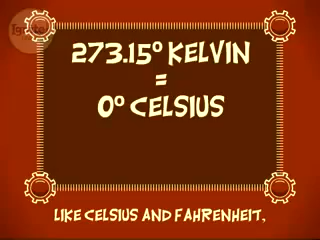 273.15° KELVIN
=
0° CELSIUS
LIKE CELSIUS AND FAHRENHEIT,